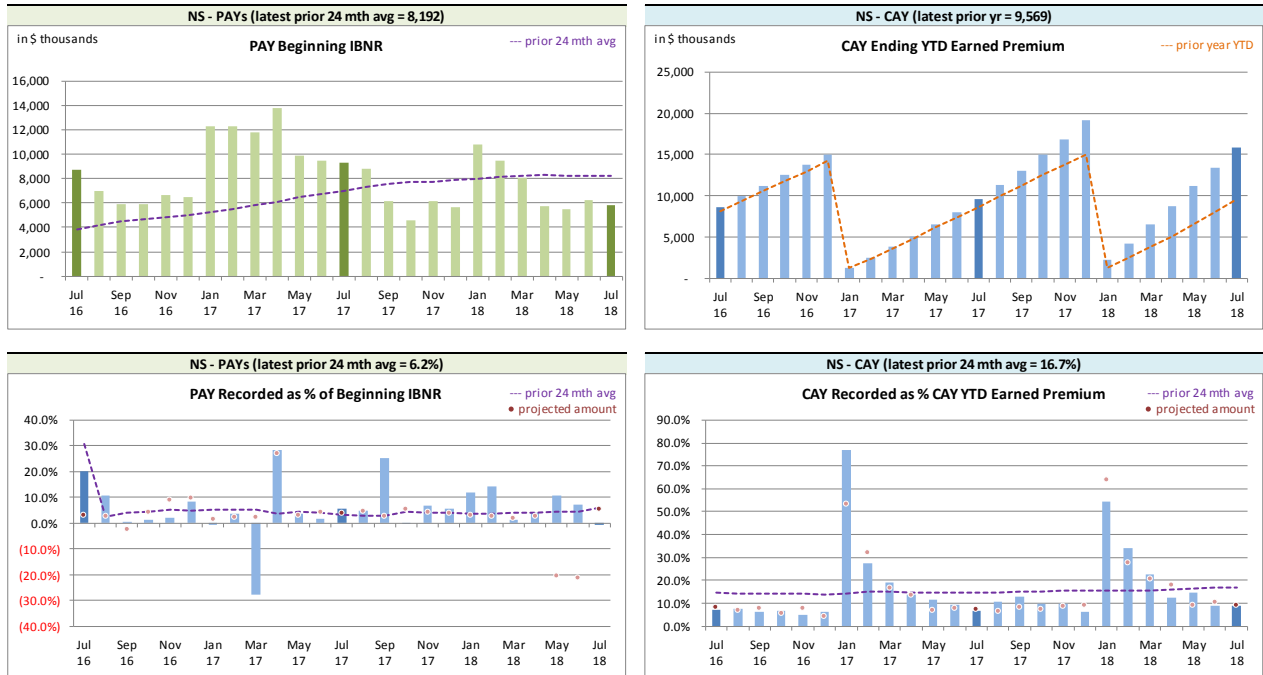 NS - PAYs (latest prior 24 mth avg = 8,192)
in $ thousands
PAY Beginning IBNR
--- prior 24 mth avg
16,000
14,000
12,000
10,000
8,000
6,000
4,000
2,000
-
Jul Sep Nov Jan Mar May Jul Sep Nov Jan Mar May Jul
16 16 16 17 17 17 17 17 17 18 18 18 18
NS - CAY (latest prior yr = 9,569)
in $ thousands
CAY Ending YTD Earned Premium
--- prior year YTD
25,000
20,000
15,000
10,000
5,000
-
Jul Sep Nov Jan Mar May Jul Sep Nov Jan Mar May Jul
16 16 16 17 17 17 17 17 17 18 18 18 18
NS - PAYs (latest prior 24 mth avg = 6.2%)
PAY Recorded as % of Beginning IBNR
--- prior 24 mth avg
● projected amount
40.0%
30.0%
20.0%
10.0%
0.0%
(10.0%)
(20.0%)
(30.0%)
(40.0%)
Jul Sep Nov Jan Mar May Jul Sep Nov Jan Mar May Jul
16 16 16 17 17 17 17 17 17 18 18 18 18
NS - CAY (latest prior 24 mth avg = 16.7%)
CAY Recorded as % CAY YTD Earned Premium
--- prior 24 mth avg
● projected amount
90.0%
80.0%
70.0%
60.0%
50.0%
40.0%
30.0%
20.0%
10.0%
0.0%
Jul Sep Nov Jan Mar May Jul Sep Nov Jan Mar May Jul
16 16 16 17 17 17 17 17 17 18 18 18 18